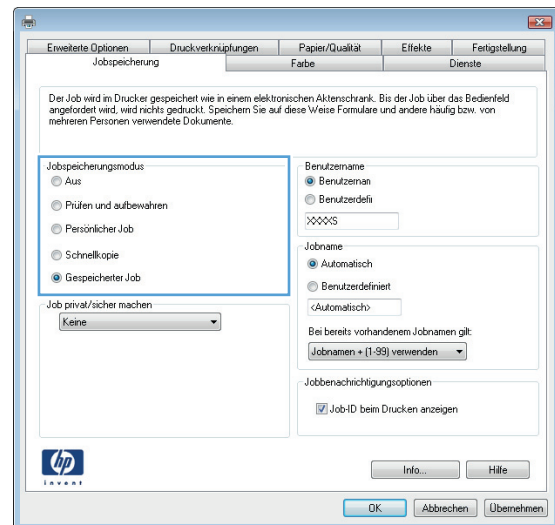 Erweiterte Optionen Druckverknüpfungen Papier/Qualität Effekte Fertigstellung
Jobspeicherung Farbe Dienste
Der Job wird im Drucker gespeichert wie in einem elektronischen Aktenschrank. Bis der Job über das Bedienfeld
angefordert wird, wird nichts gedruckt. Speichern Sie auf diese Weise Formulare und andere häufig bzw. von
mehreren Personen verwendete Dokumente.
Jobspeicherungsmodus
Aus
Prüfen und aufbewahren
Persönlicher Job
Schnellkopie
Gespeicherter Job
Job privat/sicher machen
Keine
Benutzername
Benutzernan
Benutzerdefi
XXXXS
Jobname
Automatisch
Benutzerdefiniert
<Automatisch>
Bei bereits vorhandenem Jobnamen gilt:
Jobnamen + (1-99) verwenden
Jobbenachrichtigungsoptionen
Job-ID beim Drucken anzeigen
hp
invent
Info... Hilfe
OK Abbrechen Übernehmen